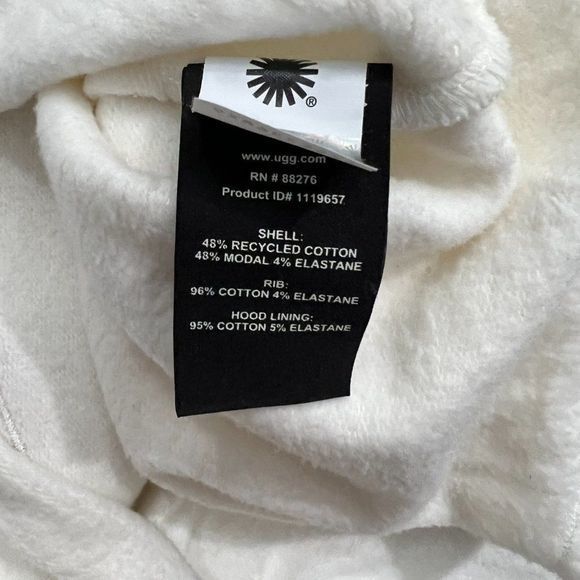 ®
www.ugg.com
RN # 88276
Product ID# 1119657
SHELL:
48% RECYCLED COTTON
48% MODAL 4% ELASTANE
RIB:
96% COTTON 4% ELASTANE
HOOD LINING:
95% COTTON 5% ELASTANE